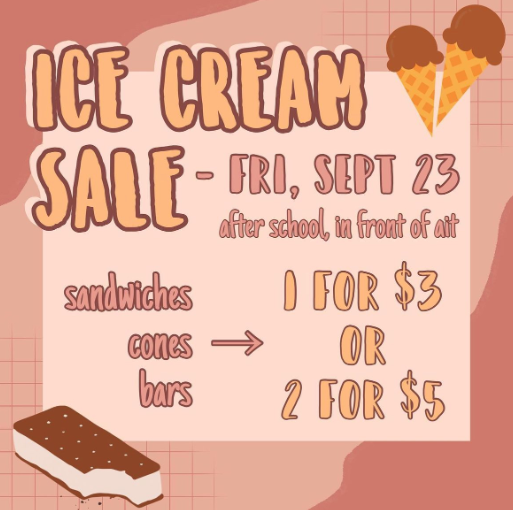 ICE CREAM
SALE - FRI, SEPT 23
after school, in front of ait
sandwiches
cones →
bars
1 FOR $3
OR
2 FOR $5